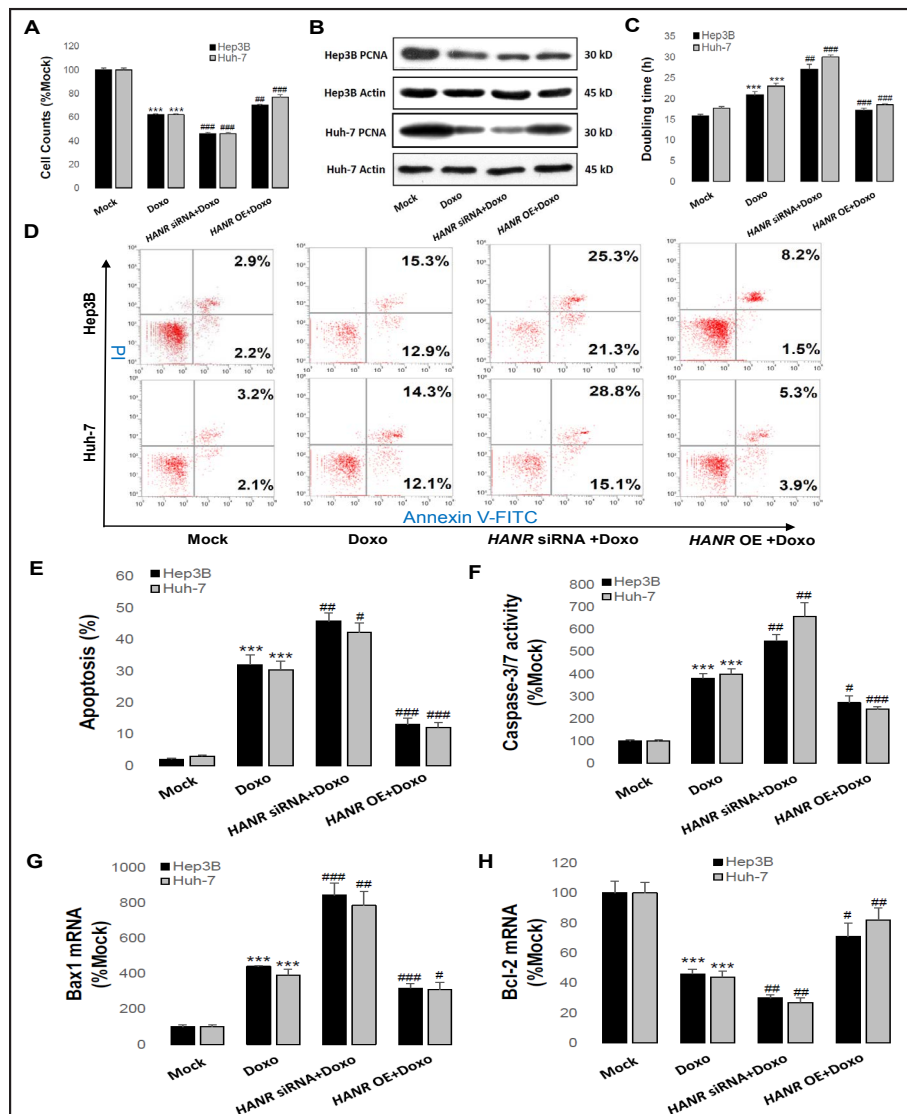 A
Hep3B
Huh-7
Cell Counts (%Mock)
120
100
80
60
40
20
0
*** ***
### ###
## ###
Mock
Doxo
HANR siRNA+Doxo
HANR OE+Doxo
B
Hep3B PCNA
30 kD
Hep3B Actin
45 kD
Huh-7 PCNA
30 kD
Huh-7 Actin
45 kD
Mock
Doxo
HANR siRNA+Doxo
HANR OE+Doxo
C
Hep3B
Huh-7
Doubling time (h)
35
30
25
20
15
10
5
0
*** ***
## ###
### ###
Mock
Doxo
HANR siRNA+Doxo
HANR OE+Doxo
D
Hep3B
PI
2.9%
2.2%
15.3%
12.9%
25.3%
21.3%
8.2%
1.5%
Huh-7
3.2%
2.1%
14.3%
12.1%
28.8%
15.1%
5.3%
3.9%
Annexin V-FITC
Mock
Doxo
HANR siRNA +Doxo
HANR OE +Doxo
E
Hep3B
Huh-7
Apoptosis (%)
60
50
40
30
20
10
0
*** ***
## #
### ###
Mock
Doxo
HANR siRNA+Doxo
HANR OE+Doxo
F
Hep3B
Huh-7
Caspase-3/7 activity
(%Mock)
800
700
600
500
400
300
200
100
0
*** ***
## ##
# ###
Mock
Doxo
HANR siRNA+Doxo
HANR OE+Doxo
G
Hep3B
Huh-7
Bax1 mRNA
(%Mock)
1000
800
600
400
200
0
*** ***
### ##
### #
Mock
Doxo
HANR siRNA+Doxo
HANR OE+Doxo
H
Hep3B
Huh-7
Bcl-2 mRNA
(%Mock)
120
100
80
60
40
20
0
*** ***
## ##
# ##
Mock
Doxo
HANR siRNA+Doxo
HANR OE+Doxo